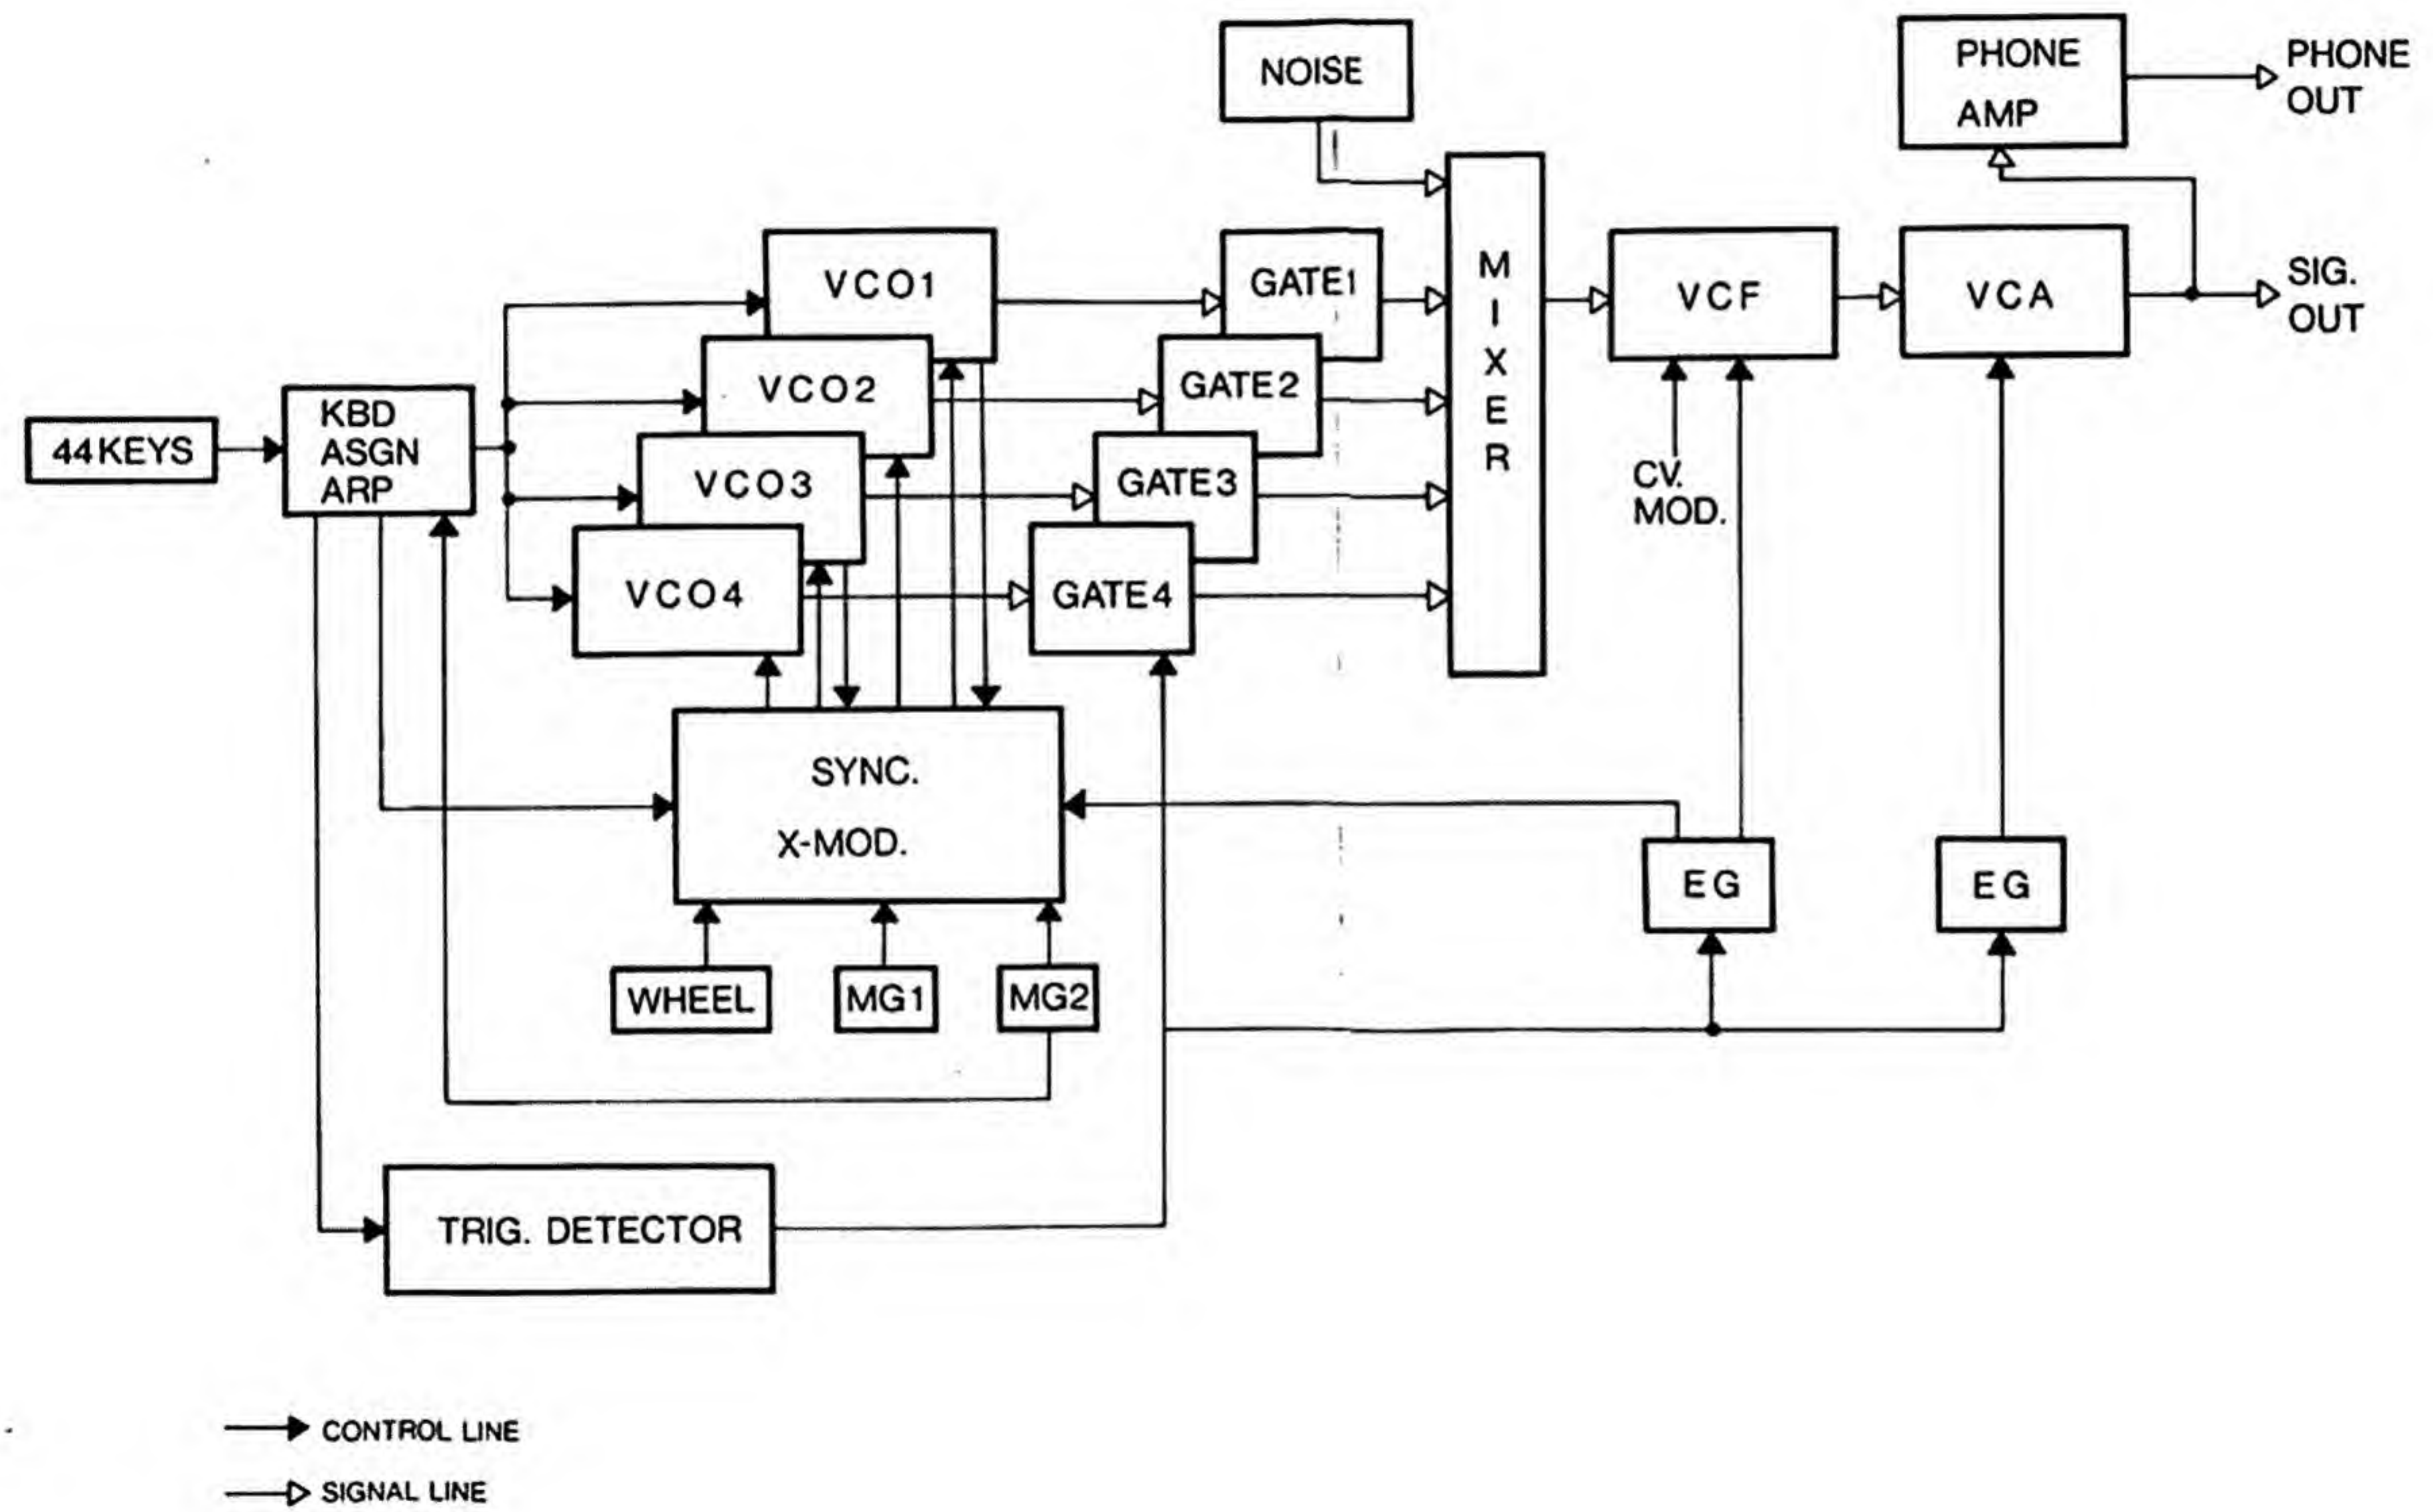 NOISE
PHONE
AMP
PHONE
OUT
VCO1
GATE1
M
I
X
E
R
VCF
VCA
SIG.
OUT
VCO2
GATE2
44KEYS
KBD
ASGN
ARP
VCO3
GATE3
CV.
MOD.
VCO4
GATE4
SYNC.
X-MOD.
EG
EG
WHEEL
MG1
MG2
TRIG. DETECTOR
CONTROL LINE
SIGNAL LINE